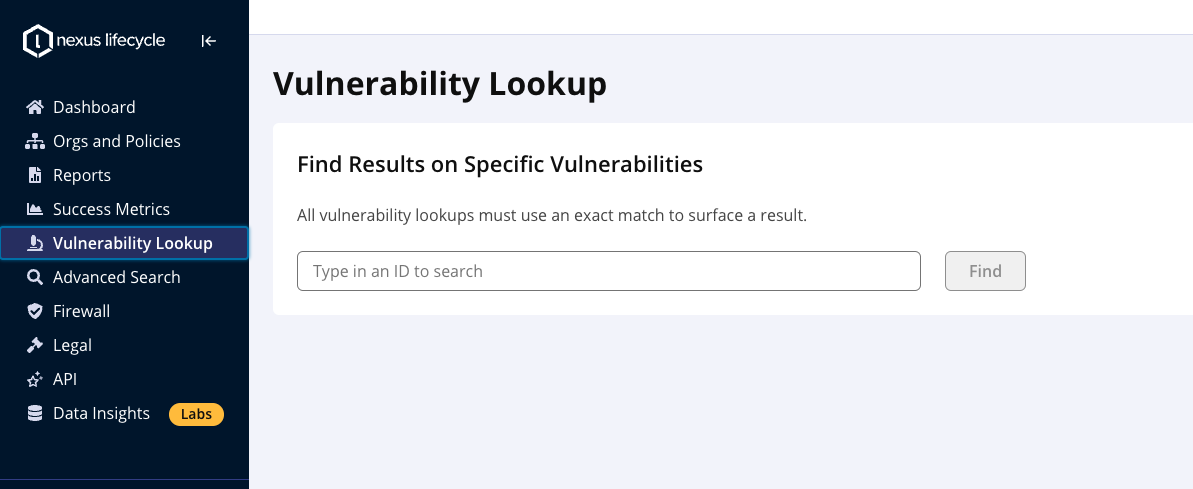 nexus lifecycle
Dashboard
Orgs and Policies
Reports
Success Metrics
Vulnerability Lookup
Advanced Search
Firewall
Legal
API
Data Insights Labs
Vulnerability Lookup
Find Results on Specific Vulnerabilities
All vulnerability lookups must use an exact match to surface a result.
Type in an ID to search Find